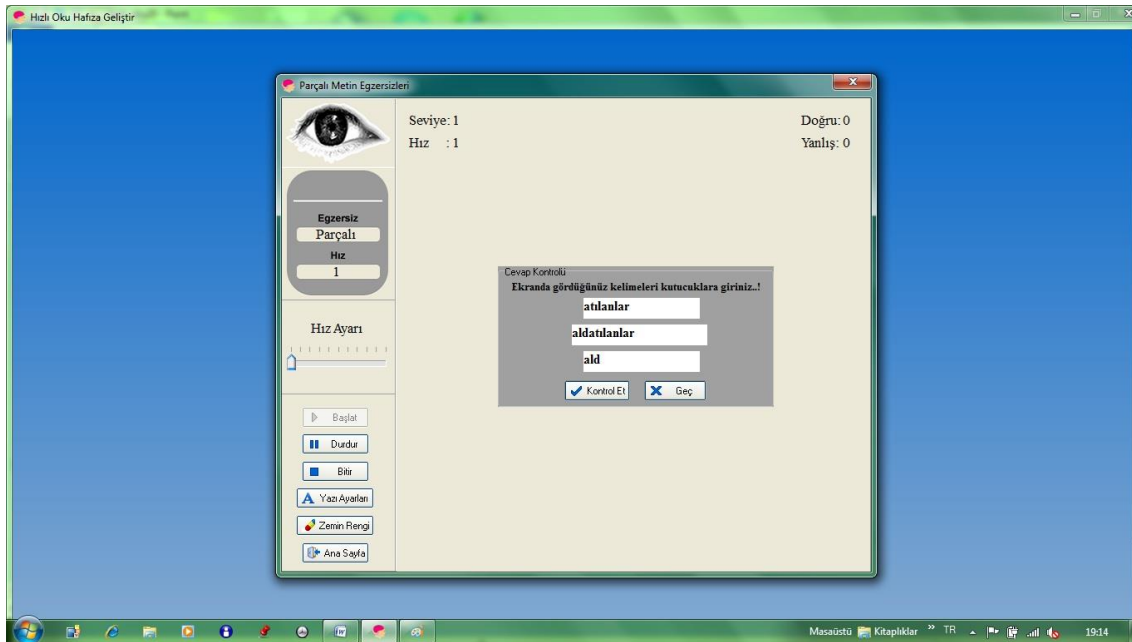 Hızlı Oku Hafıza Geliştir
Parçalı Metin Egzersizleri
Seviye: 1
Doğru: 0
Hız : 1
Yanlış: 0
Egzersiz
Parçalı
Hız
1
Hız Ayarı
Cevap Kontrolü
Ekranda gördüğünüz kelimeleri kutucuklara giriniz..!
atılanlar
aldatılanlar
ald
Kontrol Et
Geç
Başlat
Durdur
Bitir
Yazı Ayarları
Zemin Rengi
Ana Sayfa
Masaüstü Kitaplıklar » TR 19:14